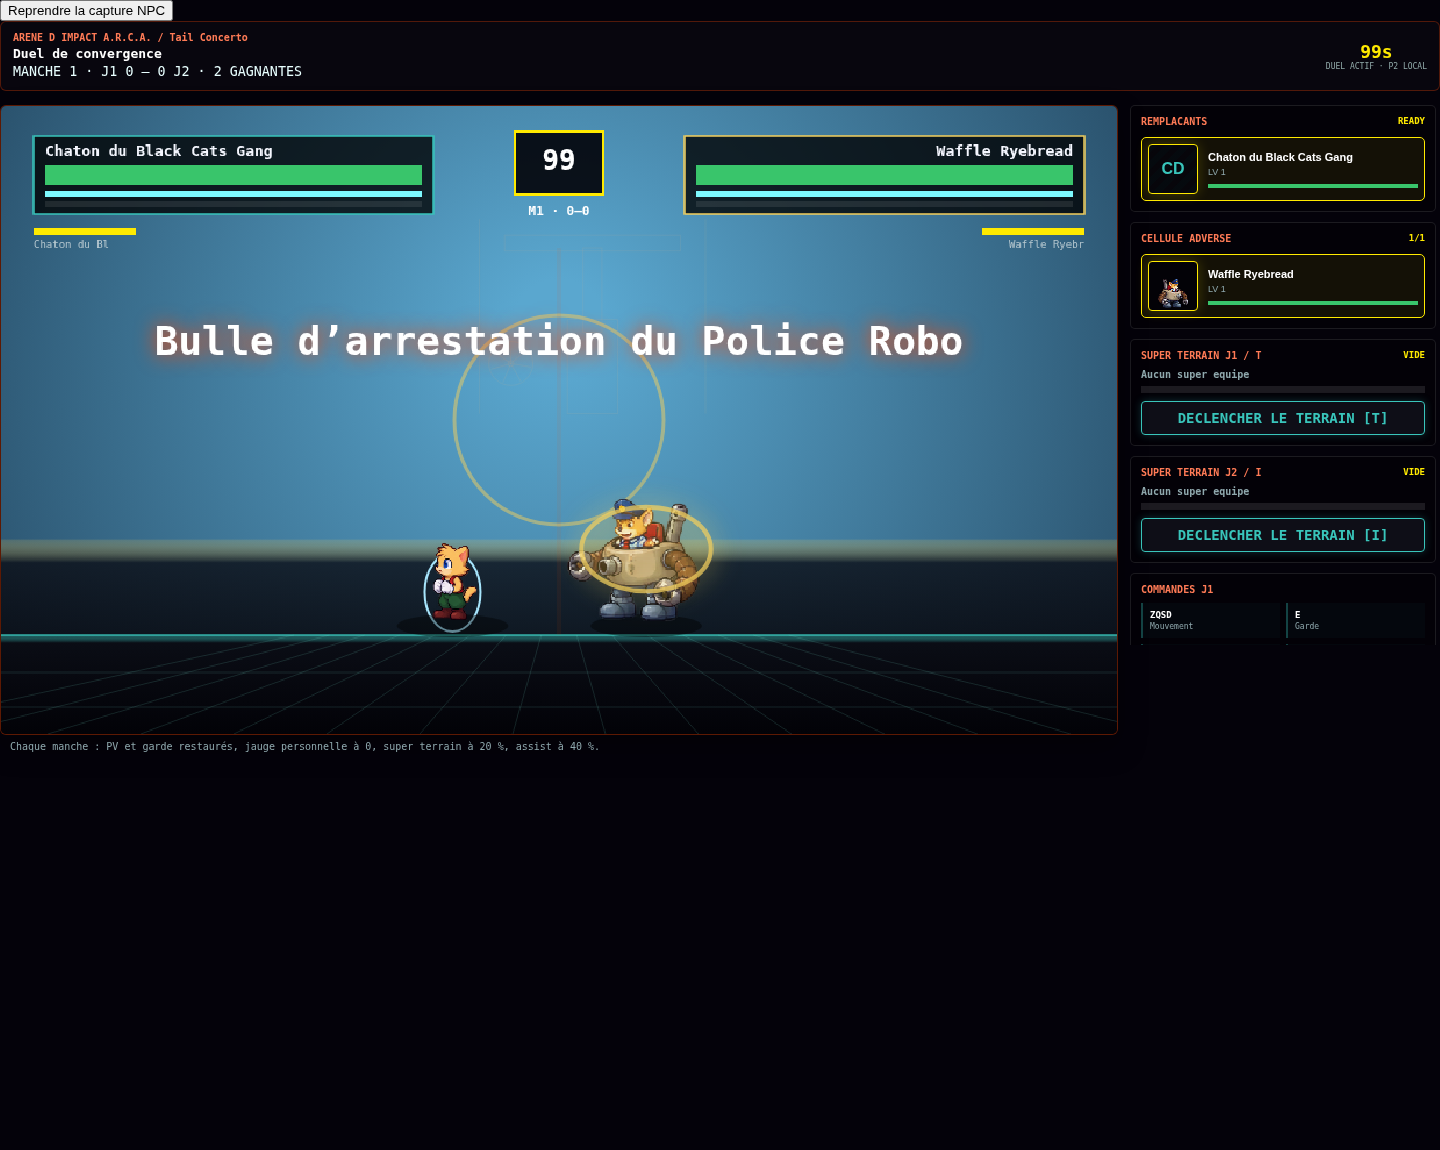 Reprendre la capture NPC
ARENE D IMPACT A.R.C.A. / Tail Concerto
Duel de convergence
MANCHE 1 · J1 0 — 0 J2 · 2 GAGNANTES
99s
DUEL ACTIF · P2 LOCAL
Chaton du Black Cats Gang
99
Waffle Ryebread
M1 · 0—0
Chaton du Bl
Waffle Ryebr
Bulle d’arrestation du Police Robo
REMPLACANTS
READY
CD
Chaton du Black Cats Gang
LV 1
CELLULE ADVERSE
1/1
Waffle Ryebread
LV 1
SUPER TERRAIN J1 / T
VIDE
Aucun super equipe
DECLENCHER LE TERRAIN [T]
SUPER TERRAIN J2 / I
VIDE
Aucun super equipe
DECLENCHER LE TERRAIN [I]
COMMANDES J1
ZQSD
Mouvement
E
Garde
Chaque manche : PV et garde restaurés, jauge personnelle à 0, super terrain à 20 %, assist à 40 %.